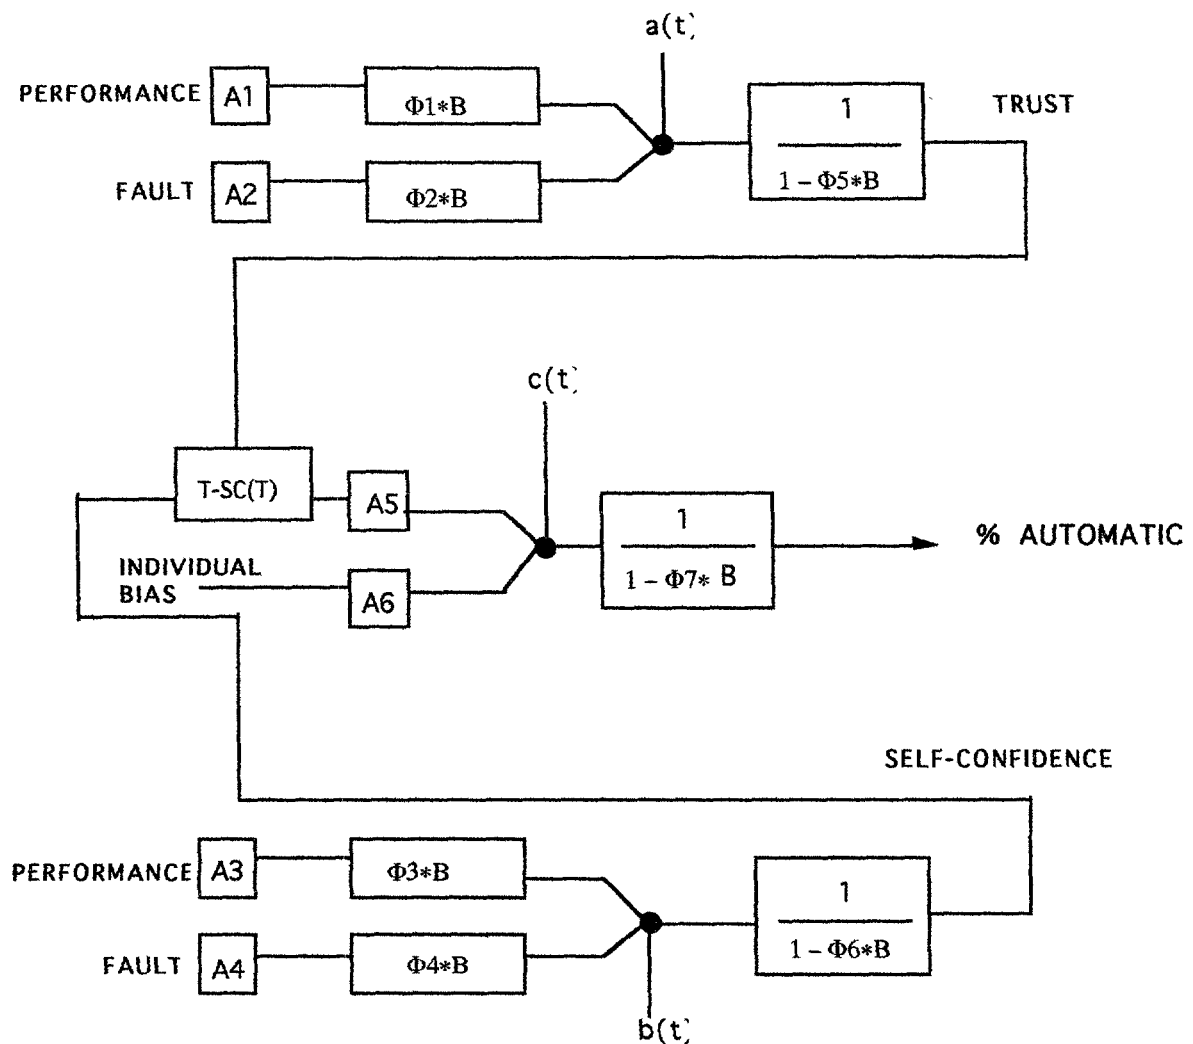 a(t)
PERFORMANCE A1 Φ1*B
1
1 – Φ5*B
TRUST
FAULT A2 Φ2*B
c(t)
T-SC(T) A5
1
1 – Φ7* B
% AUTOMATIC
INDIVIDUAL
BIAS
A6
SELF-CONFIDENCE
PERFORMANCE A3 Φ3*B
1
1 – Φ6*B
FAULT A4 Φ4*B
b(t)